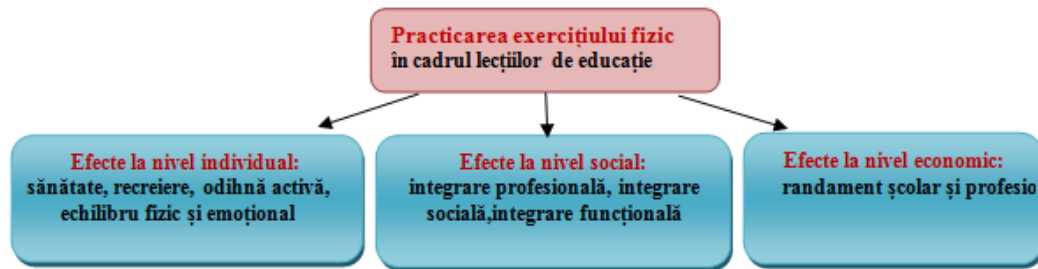 Practicarea exercițiului fizic
în cadrul lecțiilor de educație
Efecte la nivel individual:
sănătate, recreiere, odihnă activă,
echilibru fizic și emoțional
Efecte la nivel social:
integrare profesională, integrare
socială,integrare funcțională
Efecte la nivel economic:
randament școlar și profesio